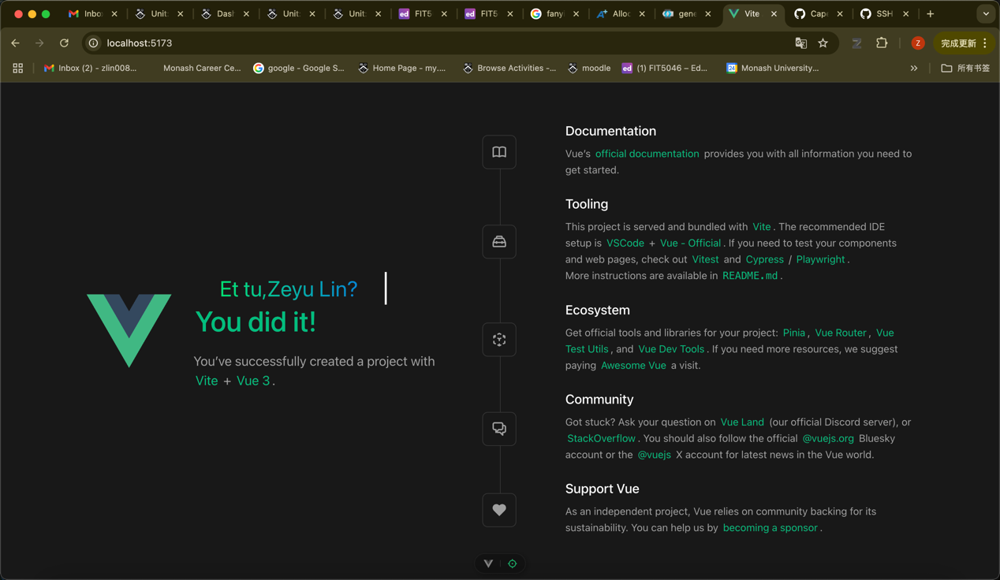 Inbo
Unit:
Dash
Unit:
Unit:
ed FIT5
ed FIT5
fanyi
Alloc
gene
Vite
Cap
SSH
localhost:5173
Z
完成更新
Inbox (2) - zlin008...
Monash Career Ce...
google - Google S...
Home Page - my....
Browse Activities -...
moodle
ed (1) FIT5046 – Ed...
24 Monash University...
所有书签
Et tu,Zeyu Lin?
You did it!
You've successfully created a project with
Vite + Vue 3.
Documentation
Vue's official documentation provides you with all information you need to
get started.
Tooling
This project is served and bundled with Vite. The recommended IDE
setup is VSCode + Vue - Official. If you need to test your components
and web pages, check out Vitest and Cypress / Playwright.
More instructions are available in README.md.
Ecosystem
Get official tools and libraries for your project: Pinia, Vue Router, Vue
Test Utils, and Vue Dev Tools. If you need more resources, we suggest
paying Awesome Vue a visit.
Community
Got stuck? Ask your question on Vue Land (our official Discord server), or
StackOverflow. You should also follow the official @vuejs.org Bluesky
account or the @vuejs X account for latest news in the Vue world.
Support Vue
As an independent project, Vue relies on community backing for its
sustainability. You can help us by becoming a sponsor.